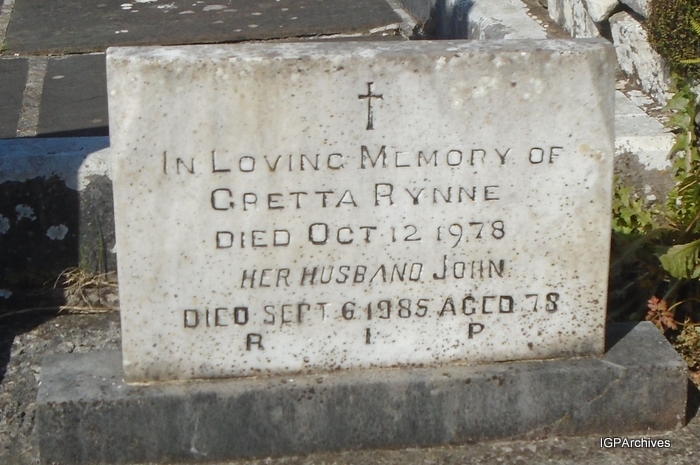 In Loving Memory of
Gretta Rynne
Died Oct 12 1978
Her Husband John
Died Sept 6 1985 Aged 78
R I P
IGPArchives